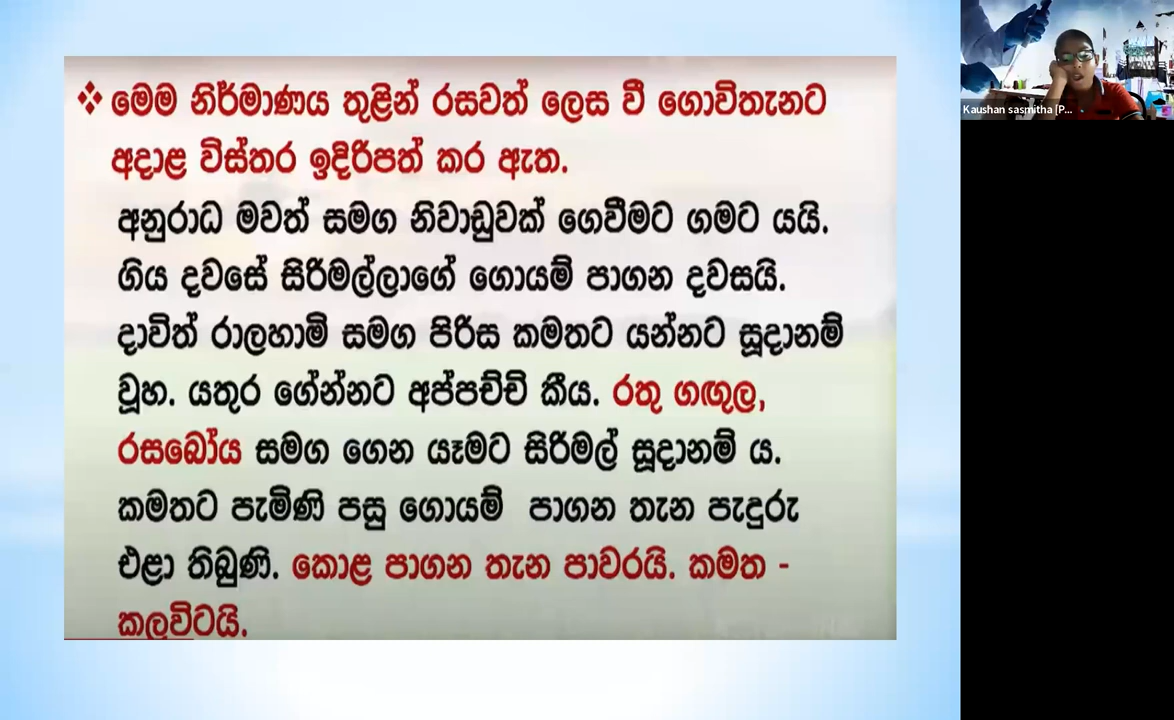 ❖ මෙම නිර්මාණය තුළින් රසවත් ලෙස වී ගොවිතැනට
අදාළ විස්තර ඉදිරිපත් කර ඇත.
අනුරාධ මවත් සමග නිවාඩුවක් ගෙවීමට ගමට යයි.
ගිය දවසේ සිරිමල්ලාගේ ගොයම් පාගන දවසයි.
දාවිත් රාලහාමි සමග පිරිස කමතට යන්නට සූදානම්
වූහ. යතුර ගේන්නට අප්පච්චි කීය. රතු ගඟුල,
රසබෝය සමග ගෙන යෑමට සිරිමල් සූදානම් ය.
කමතට පැමිණි පසු ගොයම් පාගන තැන පැදුරු
එළා තිබුණි. කොළ පාගන තැන පාවරයි. කමත -
කලවිටයි.
Kaushan sasmitha [P...